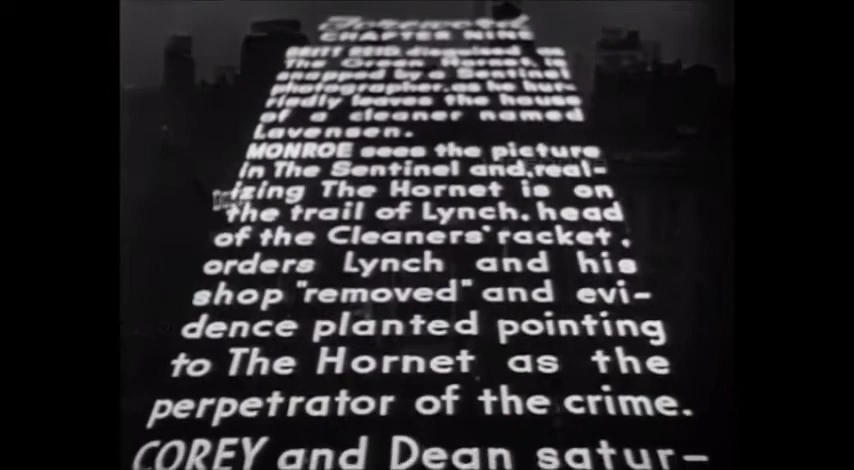 Foreword
CHAPTER NINE
BRITT REID, disguised as
The Green Hornet, is
snapped by a Sentinel
photographer, as he hur-
riedly leaves the house
of a cleaner named
Lavensen.
MONROE sees the picture
in The Sentinel and, real-
izing The Hornet is on
the trail of Lynch, head
of the Cleaners' racket,
orders Lynch and his
shop "removed" and evi-
dence planted pointing
to The Hornet as the
perpetrator of the crime.
COREY and Dean satur-